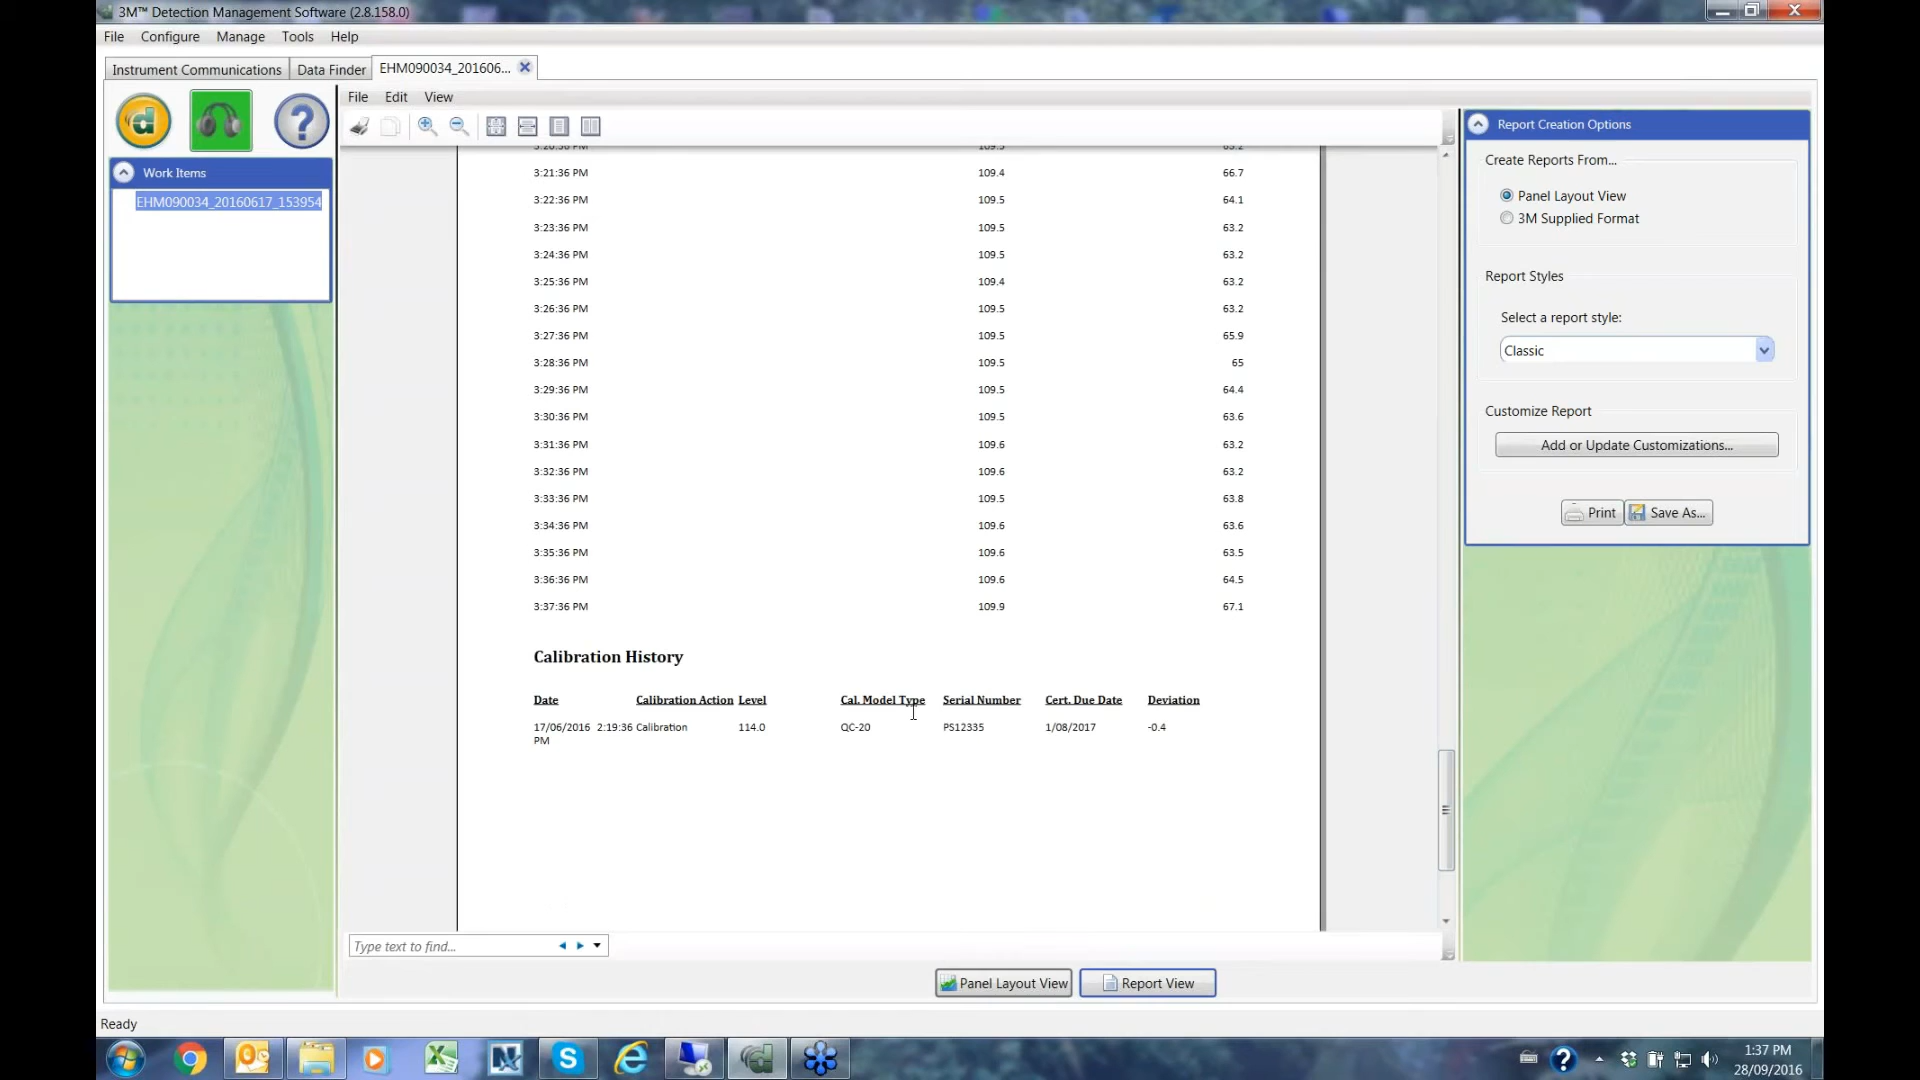 3M™ Detection Management Software (2.8.158.0)
File Configure Manage Tools Help
Instrument Communications Data Finder EHM090034_201606...
File Edit View
Work Items
EHM090034_20160617_153954
3:20:36 PM 109.5 63.2
3:21:36 PM 109.4 66.7
3:22:36 PM 109.5 64.1
3:23:36 PM 109.5 63.2
3:24:36 PM 109.5 63.2
3:25:36 PM 109.4 63.2
3:26:36 PM 109.5 63.2
3:27:36 PM 109.5 65.9
3:28:36 PM 109.5 65
3:29:36 PM 109.5 64.4
3:30:36 PM 109.5 63.6
3:31:36 PM 109.6 63.2
3:32:36 PM 109.6 63.2
3:33:36 PM 109.5 63.8
3:34:36 PM 109.6 63.6
3:35:36 PM 109.6 63.5
3:36:36 PM 109.6 64.5
3:37:36 PM 109.9 67.1
Calibration History
Date Calibration Action Level Cal. Model Type Serial Number Cert. Due Date Deviation
17/06/2016 2:19:36 Calibration 114.0 QC-20 PS12335 1/08/2017 -0.4
PM
Report Creation Options
Create Reports From...
Panel Layout View
3M Supplied Format
Report Styles
Select a report style:
Classic
Customize Report
Add or Update Customizations...
Print Save As...
Type text to find...
Panel Layout View Report View
Ready
1:37 PM
28/09/2016